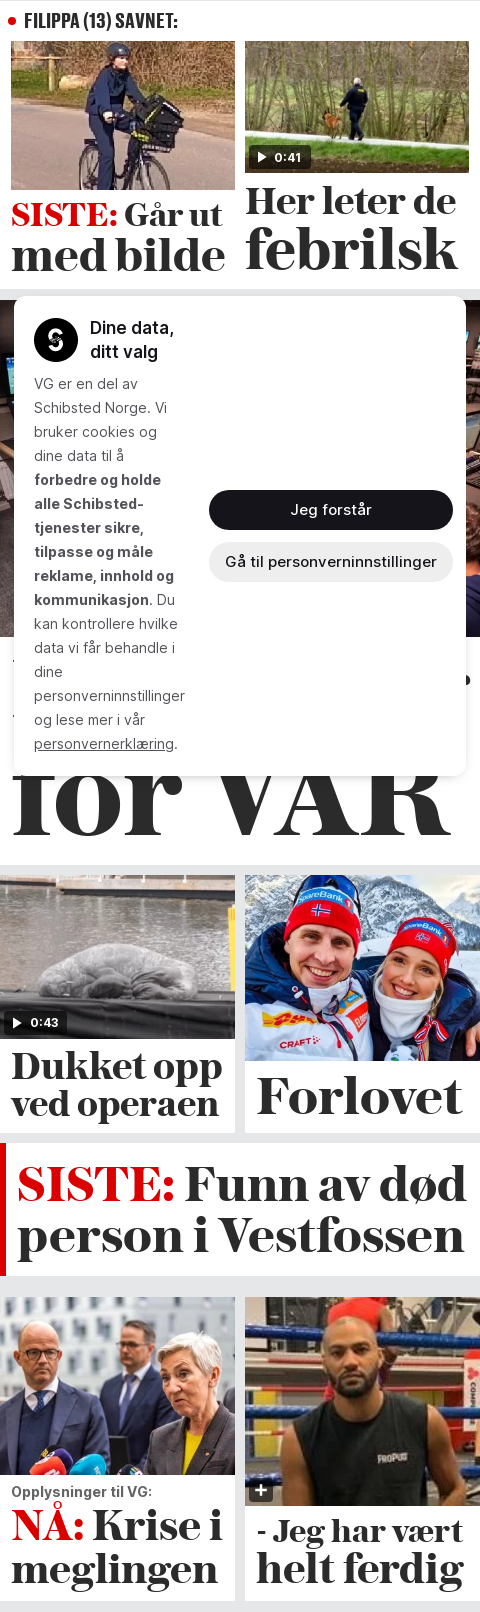 FILIPPA (13) SAVNET:
SISTE: Går ut
med bilde
0:41
Her leter de
febrilsk
Dine data,
ditt valg
VG er en del av
Schibsted Norge. Vi
bruker cookies og
dine data til å
forbedre og holde
alle Schibsted-
tjenester sikre,
tilpasse og måle
reklame, innhold og
kommunikasjon. Du
kan kontrollere hvilke
data vi får behandle i
dine
personverninnstillinger
og lese mer i vår
personvernerklæring.
Jeg forstår
Gå til personverninnstillinger
for VAR
0:43
Dukket opp
ved operaen
Forlovet
SISTE: Funn av død
person i Vestfossen
Opplysninger til VG:
NÅ: Krise i
meglingen
PROPUD
- Jeg har vært
helt ferdig